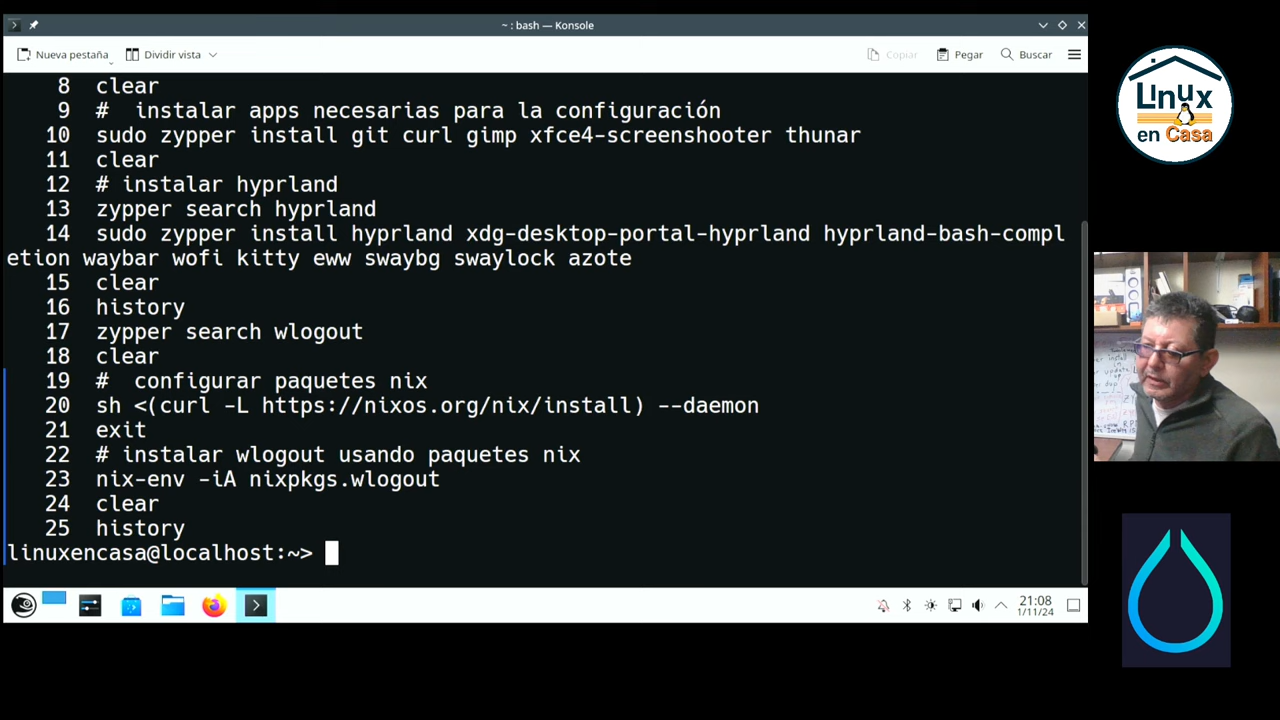 ~ : bash — Konsole
Nueva pestaña
Dividir vista
Copiar
Pegar
Buscar
8 clear
9 #  instalar apps necesarias para la configuración
10 sudo zypper install git curl gimp xfce4-screenshooter thunar
11 clear
12 # instalar hyprland
13 zypper search hyprland
14 sudo zypper install hyprland xdg-desktop-portal-hyprland hyprland-bash-compl
etion waybar wofi kitty eww swaybg swaylock azote
15 clear
16 history
17 zypper search wlogout
18 clear
19 #  configurar paquetes nix
20 sh <(curl -L https://nixos.org/nix/install) --daemon
21 exit
22 # instalar wlogout usando paquetes nix
23 nix-env -iA nixpkgs.wlogout
24 clear
25 history
linuxencasa@localhost:~>
21:08
1/11/24
Linux
en Casa